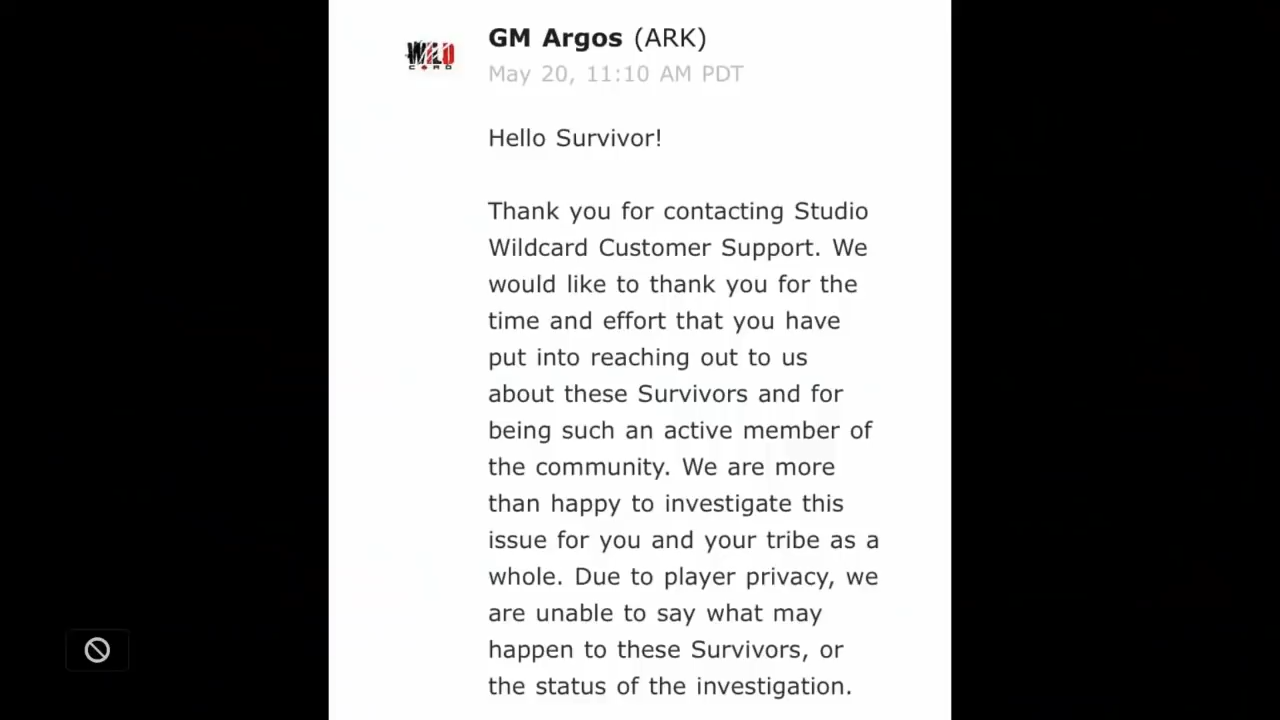 WILD
CARD
GM Argos (ARK)
May 20, 11:10 AM PDT
Hello Survivor!
Thank you for contacting Studio
Wildcard Customer Support. We
would like to thank you for the
time and effort that you have
put into reaching out to us
about these Survivors and for
being such an active member of
the community. We are more
than happy to investigate this
issue for you and your tribe as a
whole. Due to player privacy, we
are unable to say what may
happen to these Survivors, or
the status of the investigation.